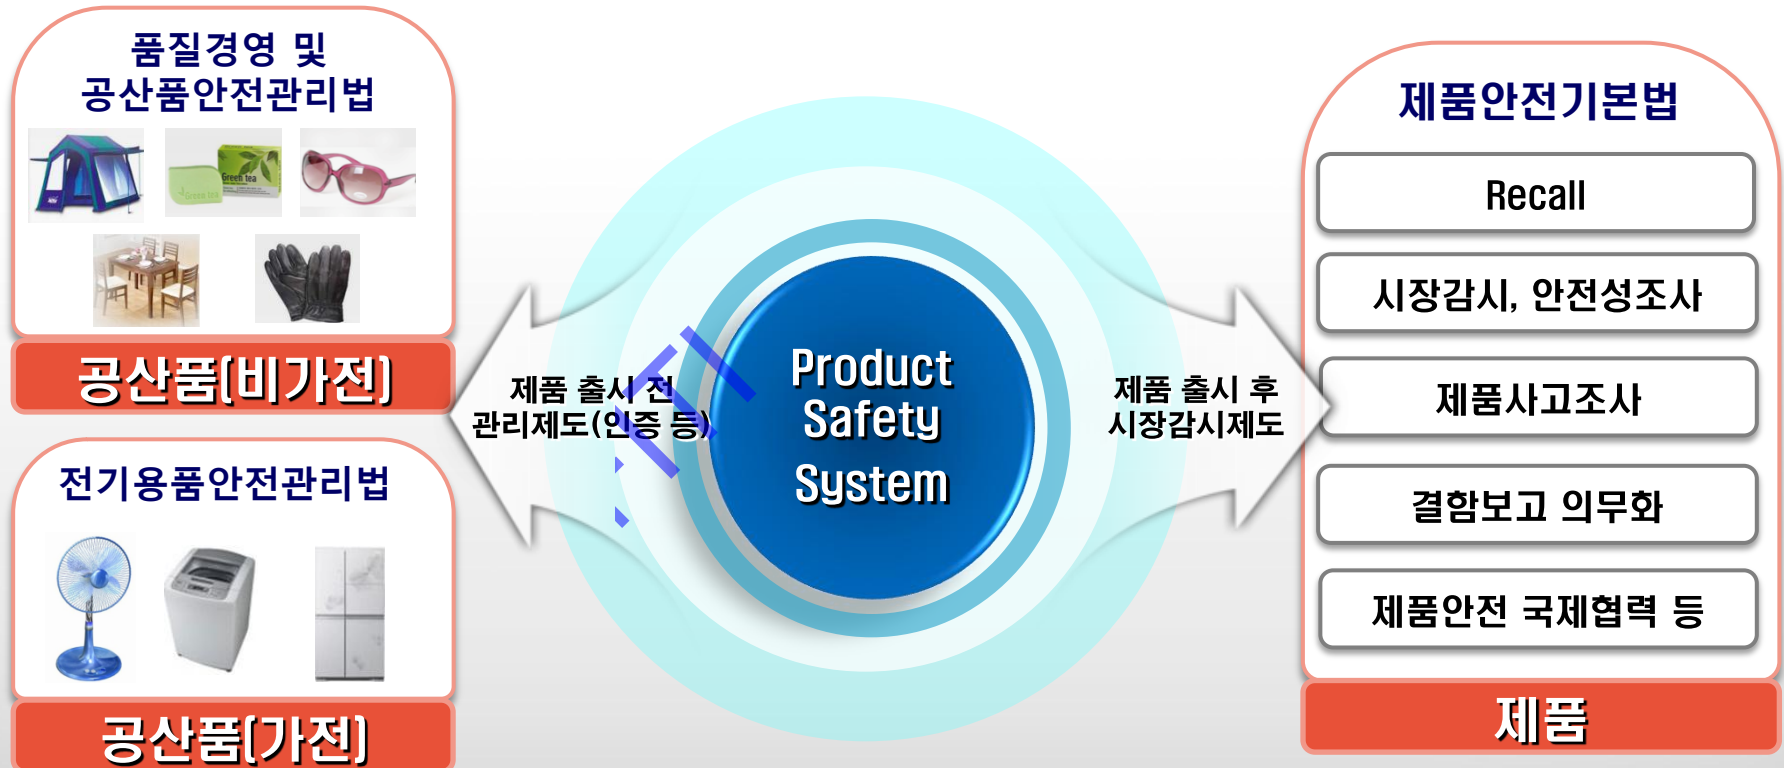 품질경영 및
공산품안전관리법
Green tea
Green tea
공산품(비가전)
전기용품안전관리법
공산품(가전)
제품 출시 전
관리제도(인증 등)
Product
Safety
System
제품 출시 후
시장감시제도
제품안전기본법
Recall
시장감시, 안전성조사
제품사고조사
결함보고 의무화
제품안전 국제협력 등
제품